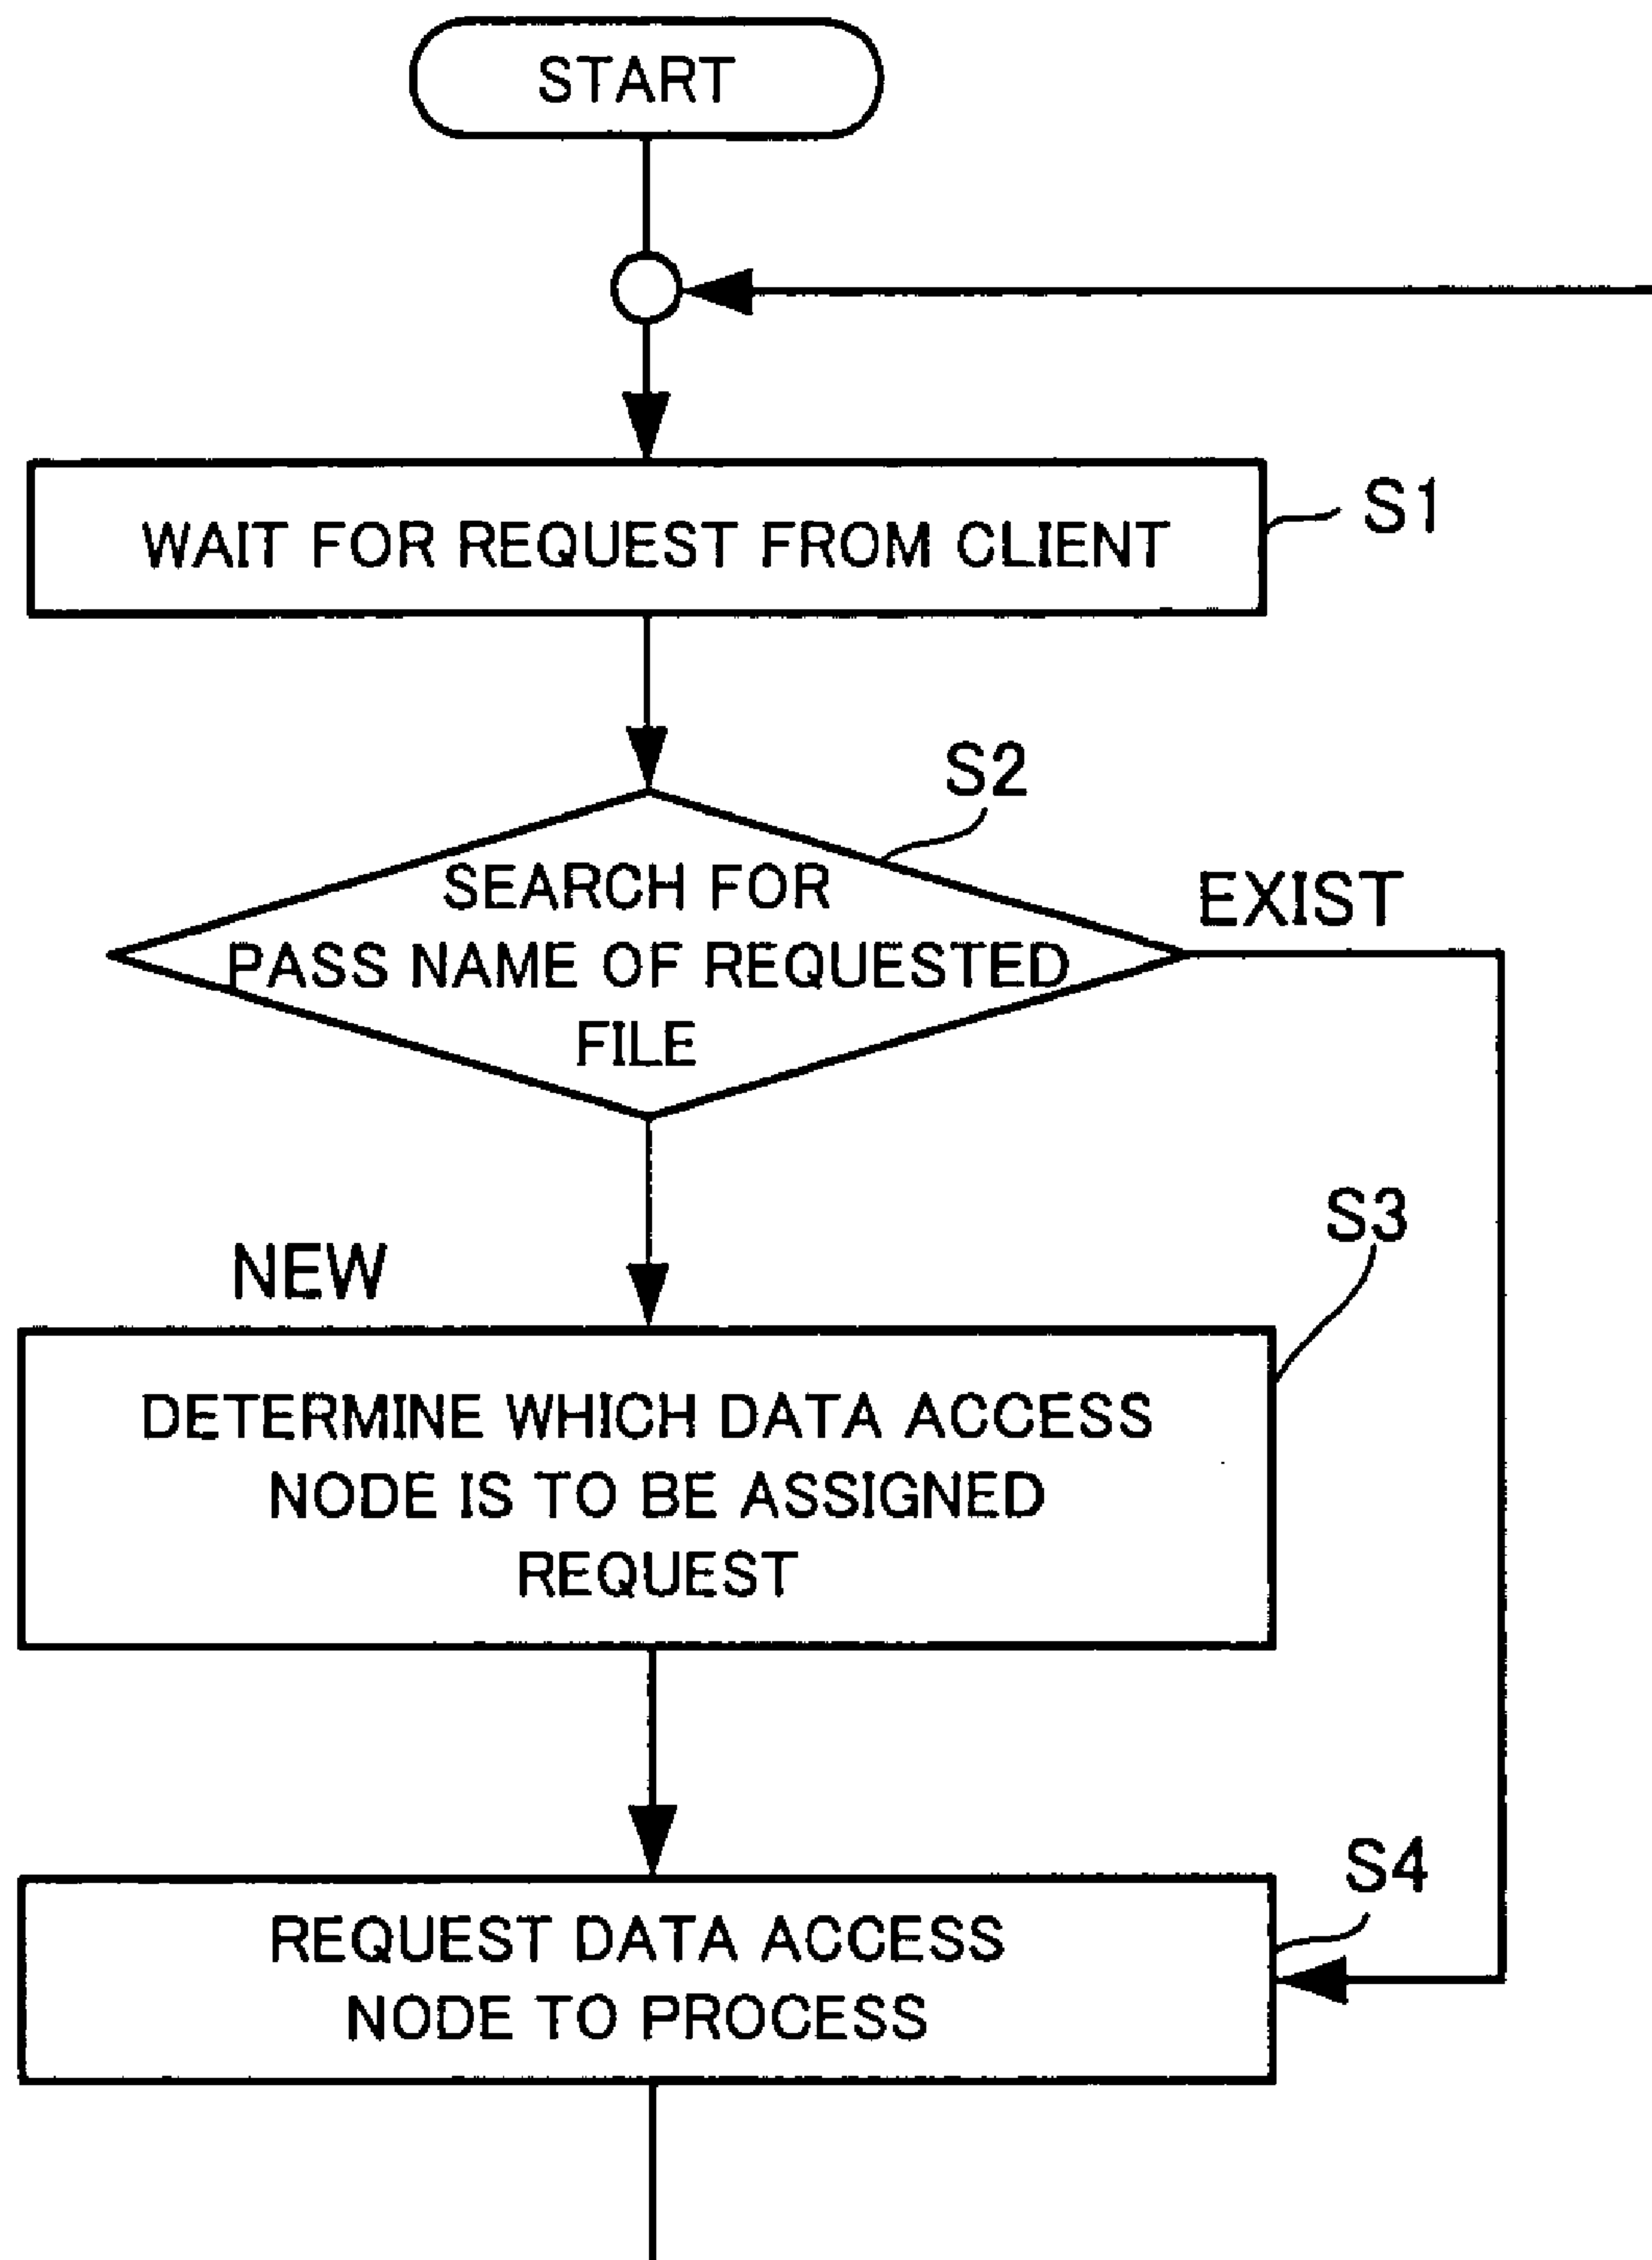 START
WAIT FOR REQUEST FROM CLIENT
S1
S2
SEARCH FOR
PASS NAME OF REQUESTED
FILE
EXIST
NEW
S3
DETERMINE WHICH DATA ACCESS
NODE IS TO BE ASSIGNED
REQUEST
S4
REQUEST DATA ACCESS
NODE TO PROCESS